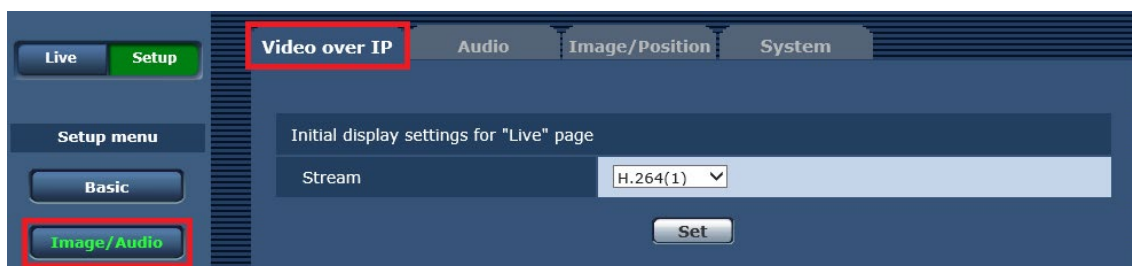 Live Setup
Video over IP Audio Image/Position System
Setup menu
Initial display settings for "Live" page
Stream H.264(1)
Basic
Set
Image/Audio